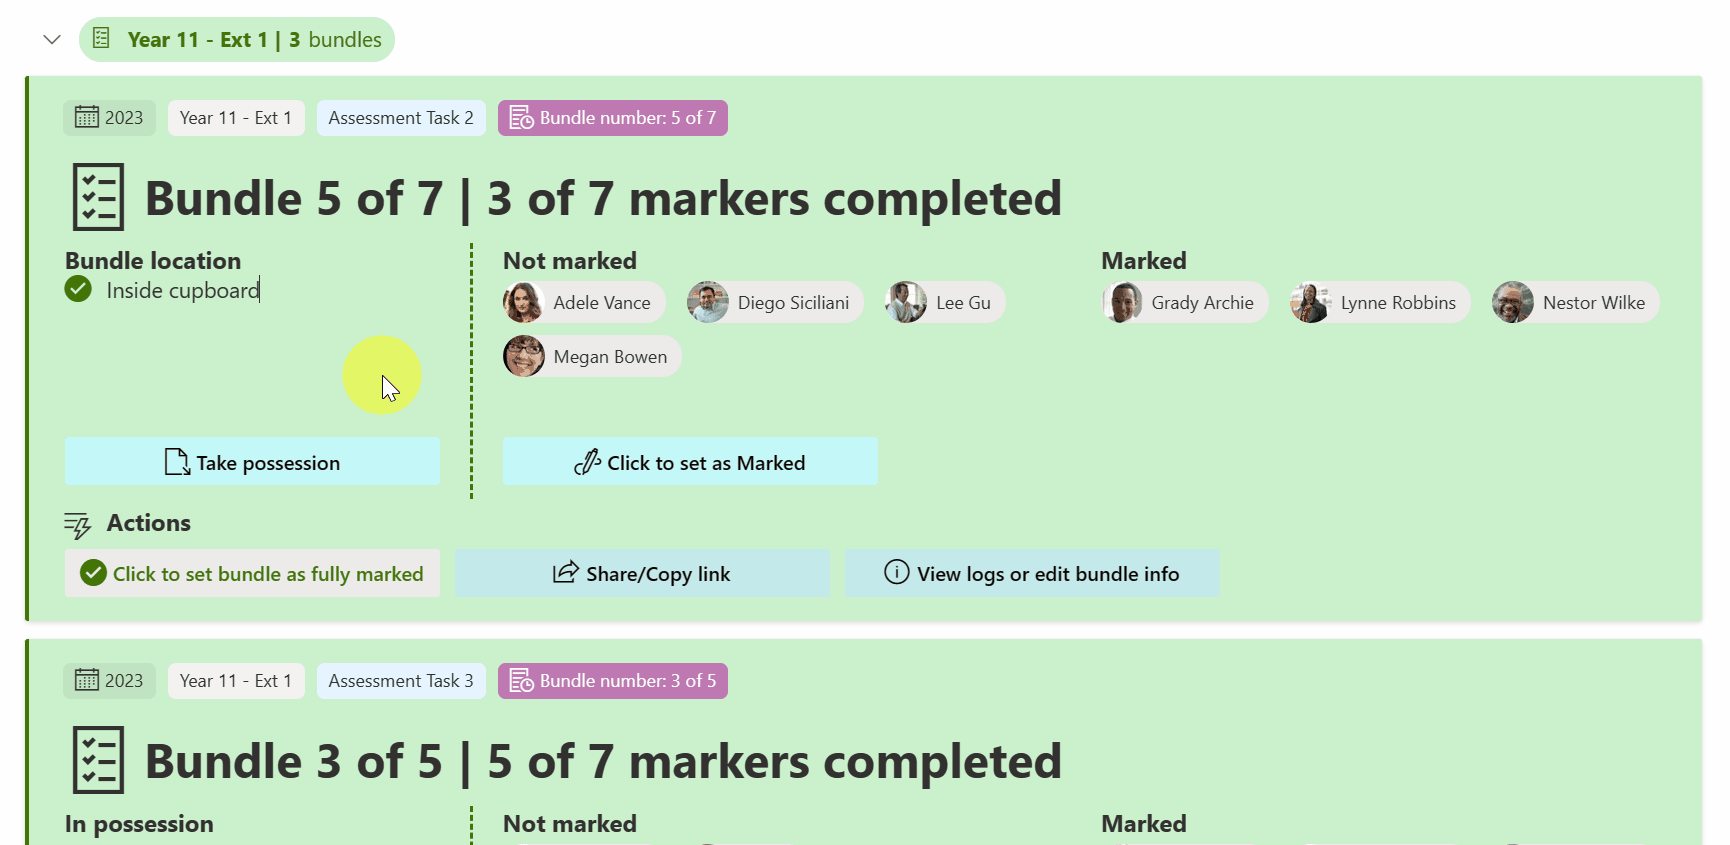 Year 11 - Ext 1 | 3 bundles
2023
Year 11 - Ext 1
Assessment Task 2
Bundle number: 5 of 7
Bundle 5 of 7 | 3 of 7 markers completed
Bundle location
Inside cupboard
Not marked
Adele Vance
Diego Siciliani
Lee Gu
Megan Bowen
Marked
Grady Archie
Lynne Robbins
Nestor Wilke
Take possession
Click to set as Marked
Actions
Click to set bundle as fully marked
Share/Copy link
View logs or edit bundle info
2023
Year 11 - Ext 1
Assessment Task 3
Bundle number: 3 of 5
Bundle 3 of 5 | 5 of 7 markers completed
In possession
Not marked
Marked